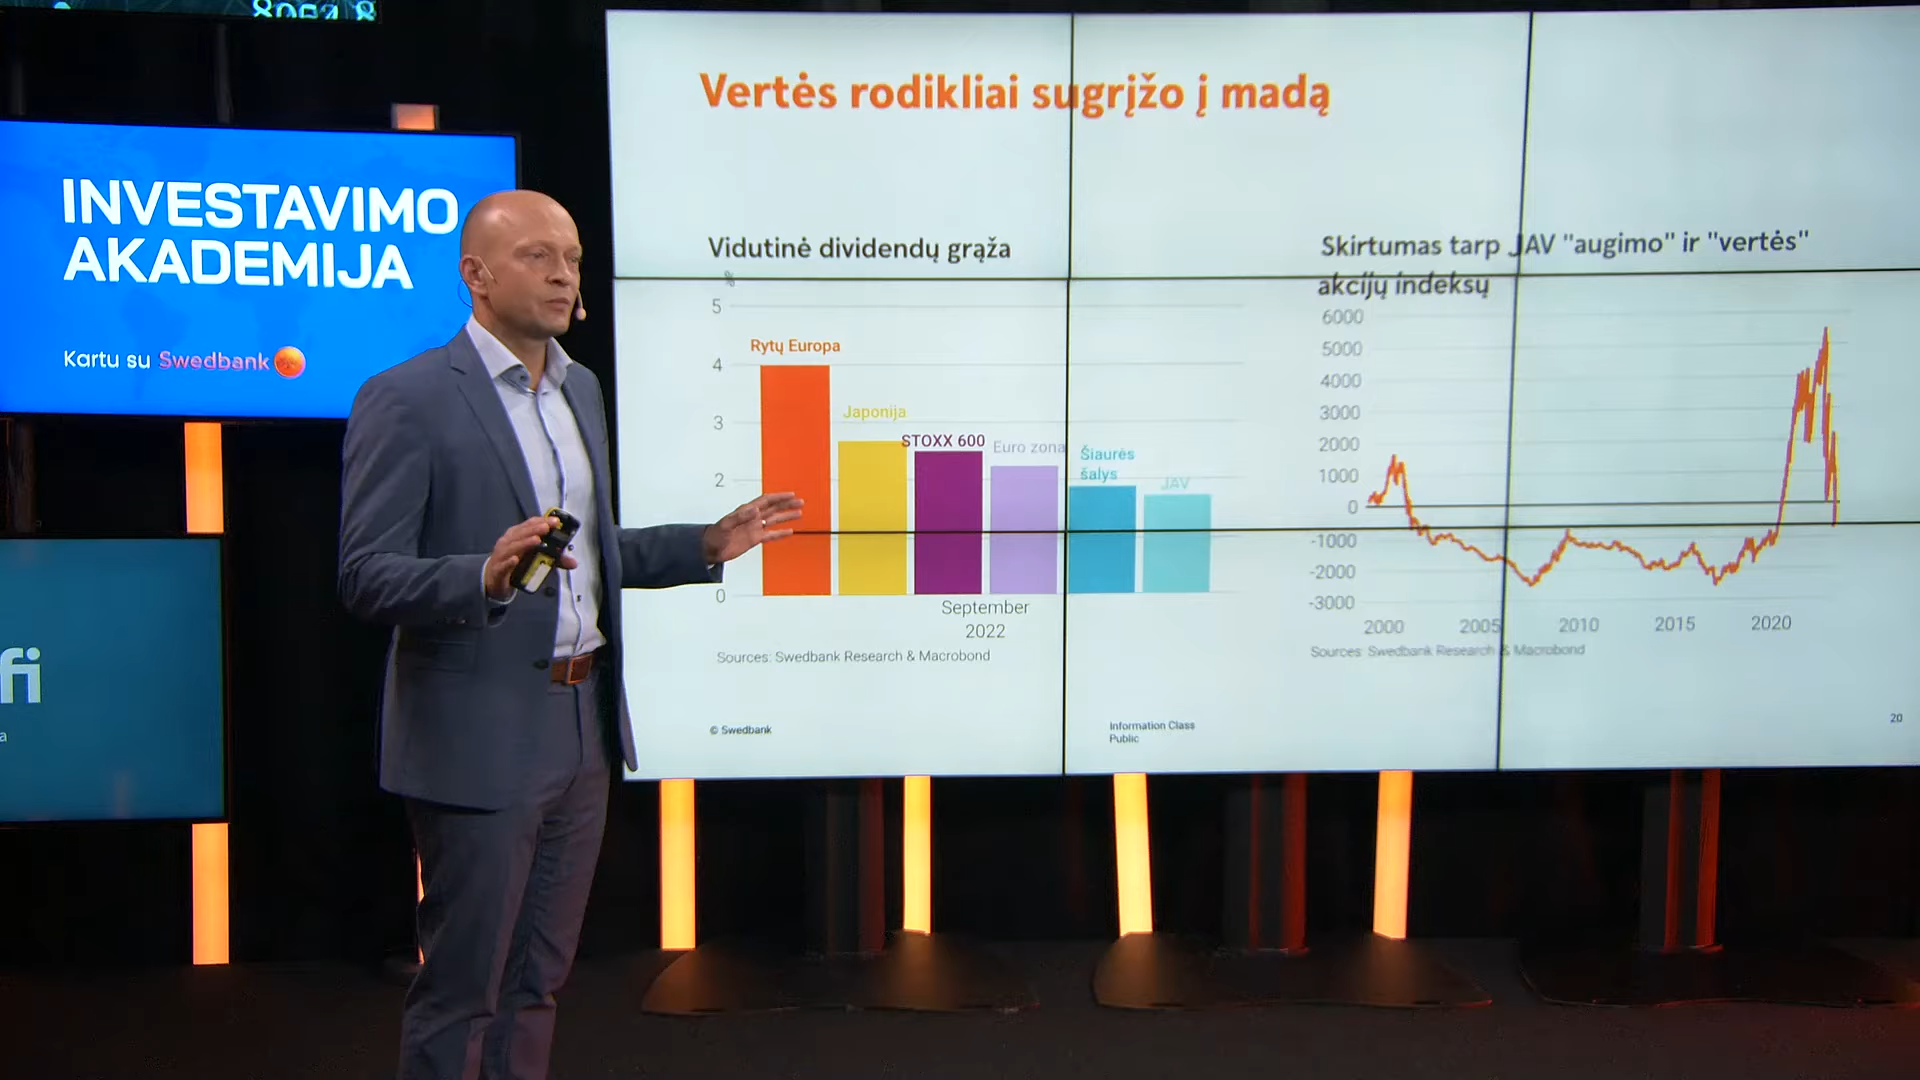 INVESTAVIMO
AKADEMIJA
Kartu su Swedbank
fi
a
Vertės rodikliai sugrįžo į madą
Vidutinė dividendų grąža
%
5
4
3
2
0
Rytų Europa
Japonija
STOXX 600
Euro zona
Šiaurės
šalys
JAV
September
2022
Sources: Swedbank Research & Macrobond
Skirtumas tarp JAV "augimo" ir "vertės"
akcijų indeksų
6000
5000
4000
3000
2000
1000
0
-1000
-2000
-3000
2000 2005 2010 2015 2020
Sources: Swedbank Research & Macrobond
© Swedbank
Information Class
Public
20